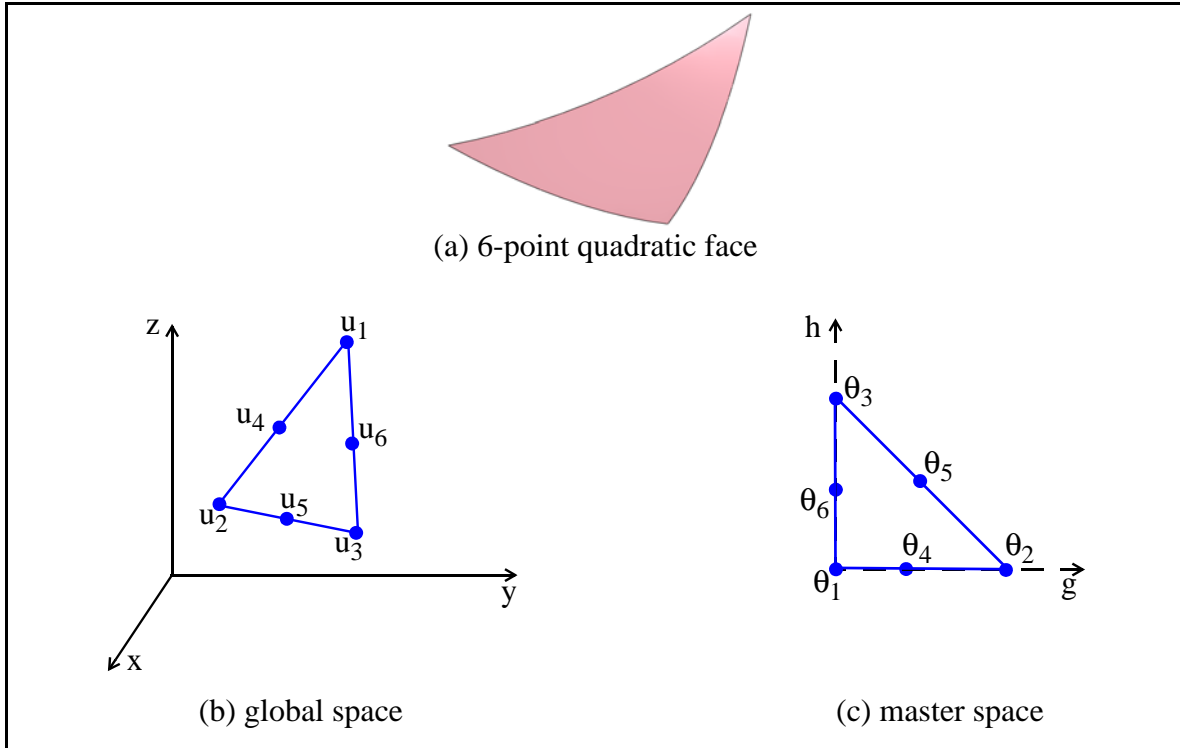 (a) 6-point quadratic face
z
u1
u4
u6
u5
u2
u3
y
x
(b) global space
h
θ3
θ5
θ6
θ4
θ2
θ1
g
(c) master space